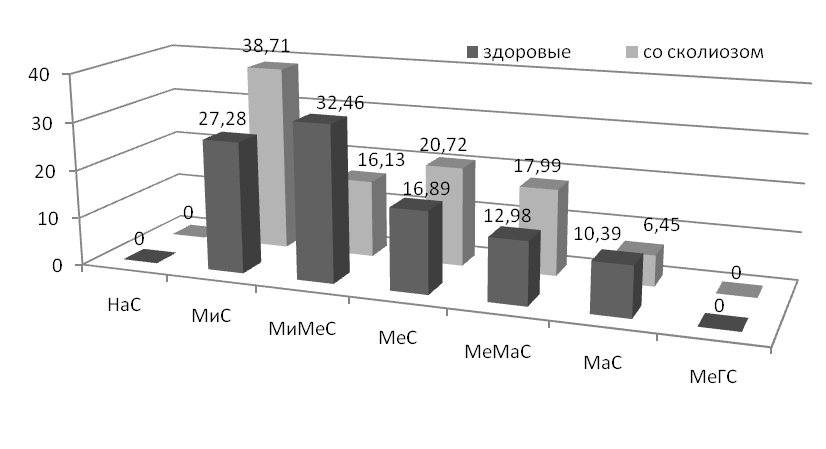 здоровые со сколиозом
38,71
40
27,28
32,46
30
16,13
20,72
17,99
20
16,89
12,98
10,39
6,45
10
0
0
0
0
0
НаС
МиС
МиМеС
МеС
МеМаС
МаС
МеГС